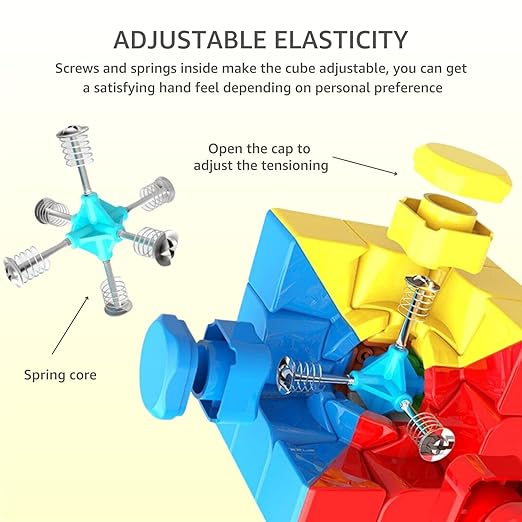 ADJUSTABLE ELASTICITY
Screws and springs inside make the cube adjustable, you can get
a satisfying hand feel depending on personal preference
Open the cap to
adjust the tensioning
Spring core